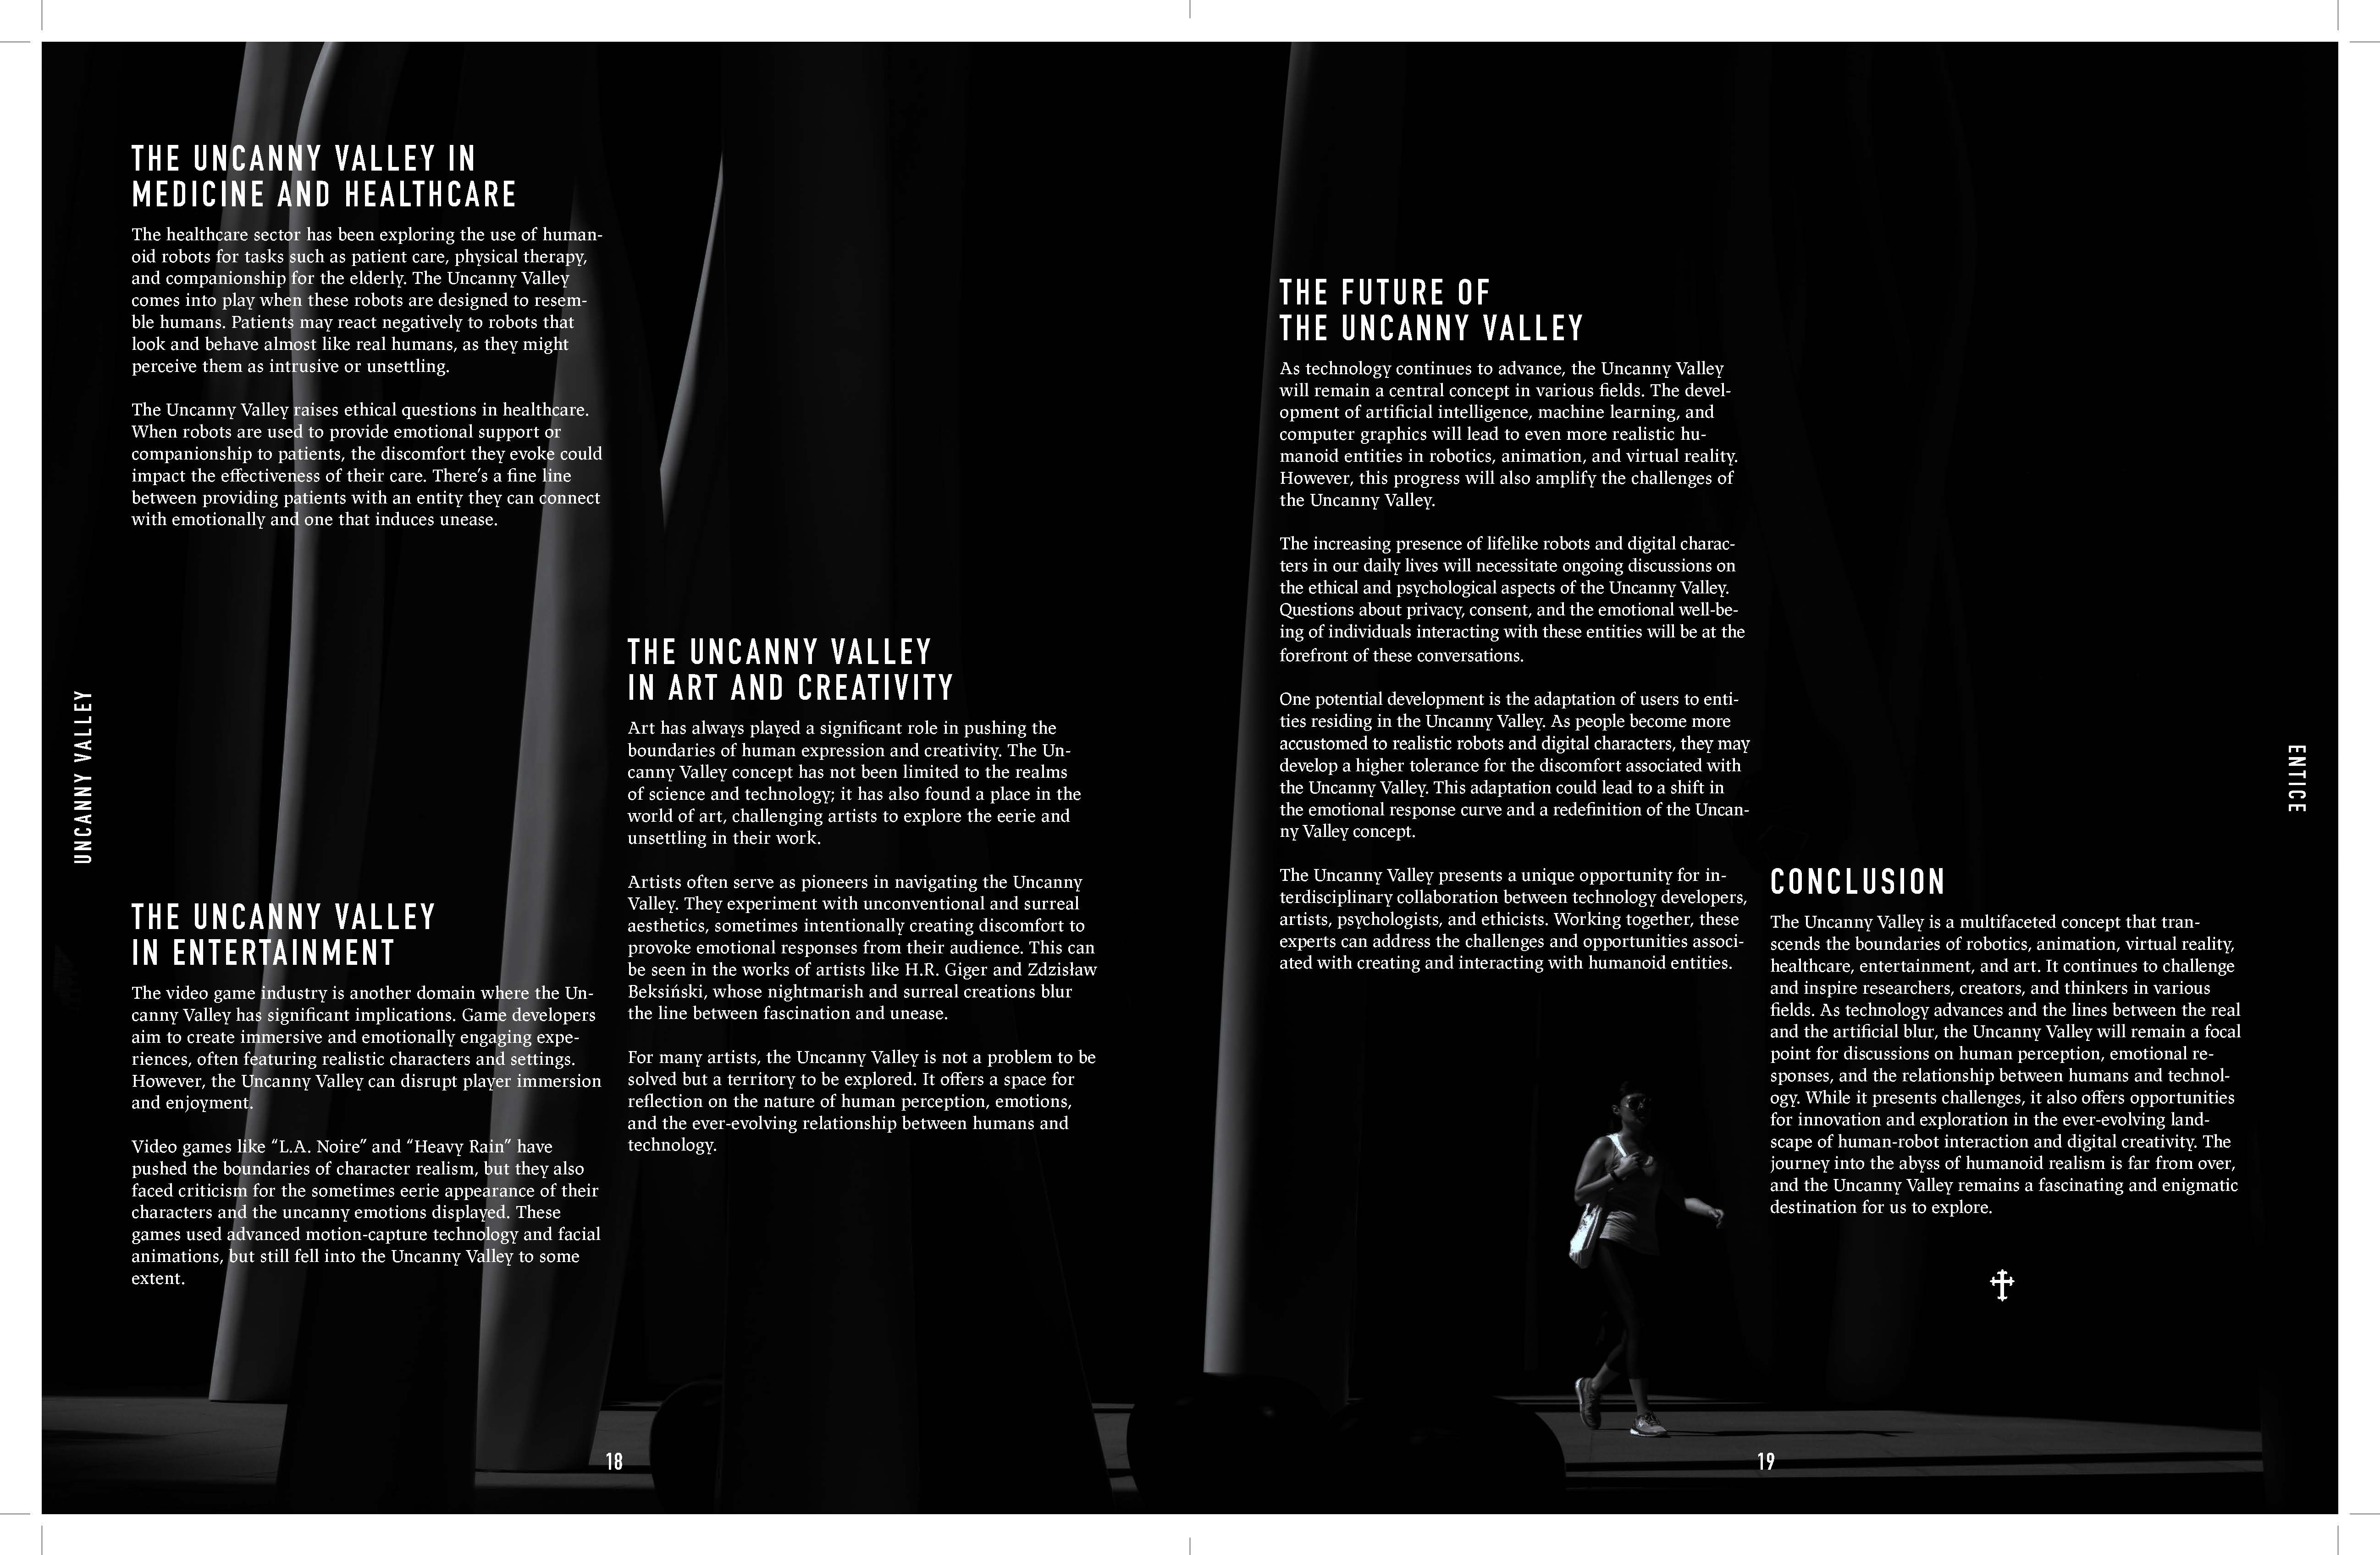 UNCANNY VALLEY
THE UNCANNY VALLEY IN
MEDICINE AND HEALTHCARE
The healthcare sector has been exploring the use of human-
oid robots for tasks such as patient care, physical therapy,
and companionship for the elderly. The Uncanny Valley
comes into play when these robots are designed to resem-
ble humans. Patients may react negatively to robots that
look and behave almost like real humans, as they might
perceive them as intrusive or unsettling.
The Uncanny Valley raises ethical questions in healthcare.
When robots are used to provide emotional support or
companionship to patients, the discomfort they evoke could
impact the effectiveness of their care. There’s a fine line
between providing patients with an entity they can connect
with emotionally and one that induces unease.
THE UNCANNY VALLEY
IN ENTERTAINMENT
The video game industry is another domain where the Un-
canny Valley has significant implications. Game developers
aim to create immersive and emotionally engaging expe-
riences, often featuring realistic characters and settings.
However, the Uncanny Valley can disrupt player immersion
and enjoyment.
Video games like “L.A. Noire” and “Heavy Rain” have
pushed the boundaries of character realism, but they also
faced criticism for the sometimes eerie appearance of their
characters and the uncanny emotions displayed. These
games used advanced motion-capture technology and facial
animations, but still fell into the Uncanny Valley to some
extent.
THE UNCANNY VALLEY
IN ART AND CREATIVITY
Art has always played a significant role in pushing the
boundaries of human expression and creativity. The Un-
canny Valley concept has not been limited to the realms
of science and technology; it has also found a place in the
world of art, challenging artists to explore the eerie and
unsettling in their work.
Artists often serve as pioneers in navigating the Uncanny
Valley. They experiment with unconventional and surreal
aesthetics, sometimes intentionally creating discomfort to
provoke emotional responses from their audience. This can
be seen in the works of artists like H.R. Giger and Zdzisław
Beksiński, whose nightmarish and surreal creations blur
the line between fascination and unease.
For many artists, the Uncanny Valley is not a problem to be
solved but a territory to be explored. It offers a space for
reflection on the nature of human perception, emotions,
and the ever-evolving relationship between humans and
technology.
18
THE FUTURE OF
THE UNCANNY VALLEY
As technology continues to advance, the Uncanny Valley
will remain a central concept in various fields. The devel-
opment of artificial intelligence, machine learning, and
computer graphics will lead to even more realistic hu-
manoid entities in robotics, animation, and virtual reality.
However, this progress will also amplify the challenges of
the Uncanny Valley.
The increasing presence of lifelike robots and digital charac-
ters in our daily lives will necessitate ongoing discussions on
the ethical and psychological aspects of the Uncanny Valley.
Questions about privacy, consent, and the emotional well-be-
ing of individuals interacting with these entities will be at the
forefront of these conversations.
One potential development is the adaptation of users to enti-
ties residing in the Uncanny Valley. As people become more
accustomed to realistic robots and digital characters, they may
develop a higher tolerance for the discomfort associated with
the Uncanny Valley. This adaptation could lead to a shift in
the emotional response curve and a redefinition of the Uncan-
ny Valley concept.
The Uncanny Valley presents a unique opportunity for in-
terdisciplinary collaboration between technology developers,
artists, psychologists, and ethicists. Working together, these
experts can address the challenges and opportunities associ-
ated with creating and interacting with humanoid entities.
CONCLUSION
The Uncanny Valley is a multifaceted concept that tran-
scends the boundaries of robotics, animation, virtual reality,
healthcare, entertainment, and art. It continues to challenge
and inspire researchers, creators, and thinkers in various
fields. As technology advances and the lines between the real
and the artificial blur, the Uncanny Valley will remain a focal
point for discussions on human perception, emotional re-
sponses, and the relationship between humans and technol-
ogy. While it presents challenges, it also offers opportunities
for innovation and exploration in the ever-evolving land-
scape of human-robot interaction and digital creativity. The
journey into the abyss of humanoid realism is far from over,
and the Uncanny Valley remains a fascinating and enigmatic
destination for us to explore.
19
ENTICE